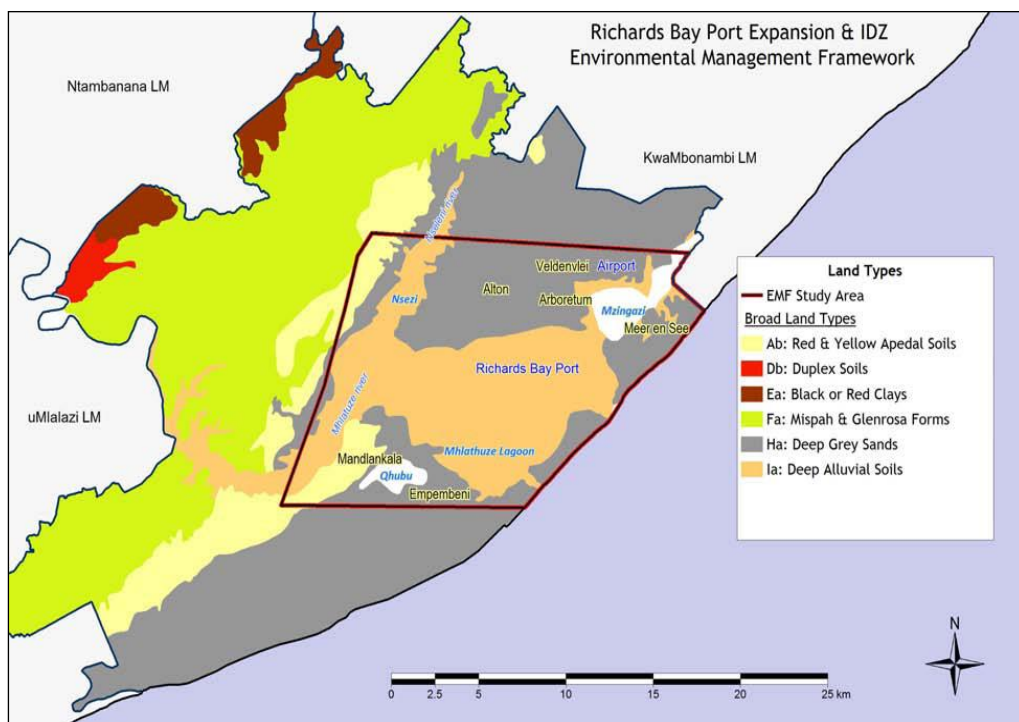 Richards Bay Port Expansion & IDZ
Environmental Management Framework
Ntambanana LM
KwaMbonambi LM
Nseleni river
Veldenvlei
Airport
Alton
Nsezi
Arboretum
Mzingazi
Meer en See
Richards Bay Port
Mhlatuze river
uMlalazi LM
Mandlankala
Mhlathuze Lagoon
Qhubu
Empembeni
Land Types
EMF Study Area
Broad Land Types
Ab: Red & Yellow Apedal Soils
Db: Duplex Soils
Ea: Black or Red Clays
Fa: Mispah & Glenrosa Forms
Ha: Deep Grey Sands
Ia: Deep Alluvial Soils
N
0 2.5 5 10 15 20 25 km